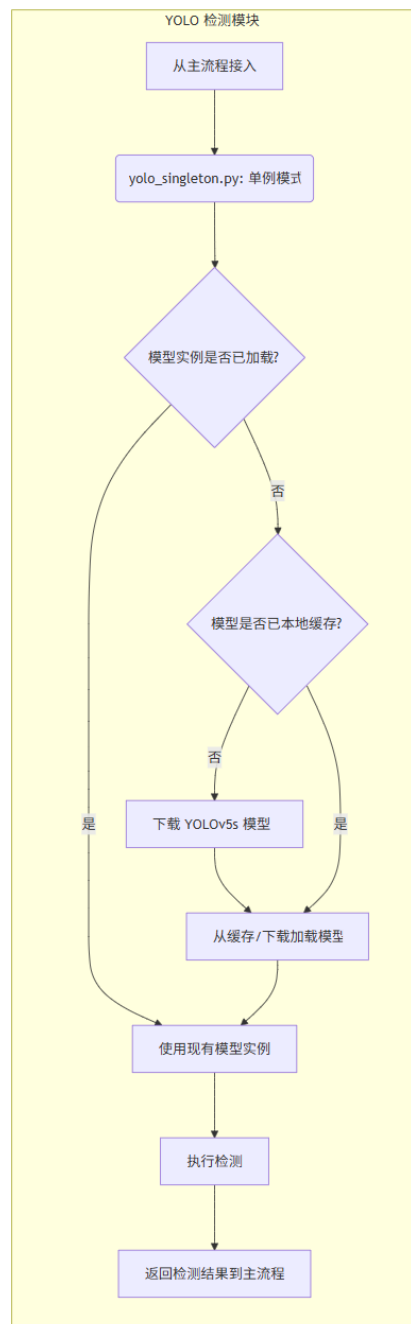 YOLO 检测模块
从主流程接入
yolo_singleton.py: 单例模式
模型实例是否已加载?
否
模型是否已本地缓存?
否
下载 YOLOv5s 模型
是
是
从缓存/下载加载模型
使用现有模型实例
执行检测
返回检测结果到主流程